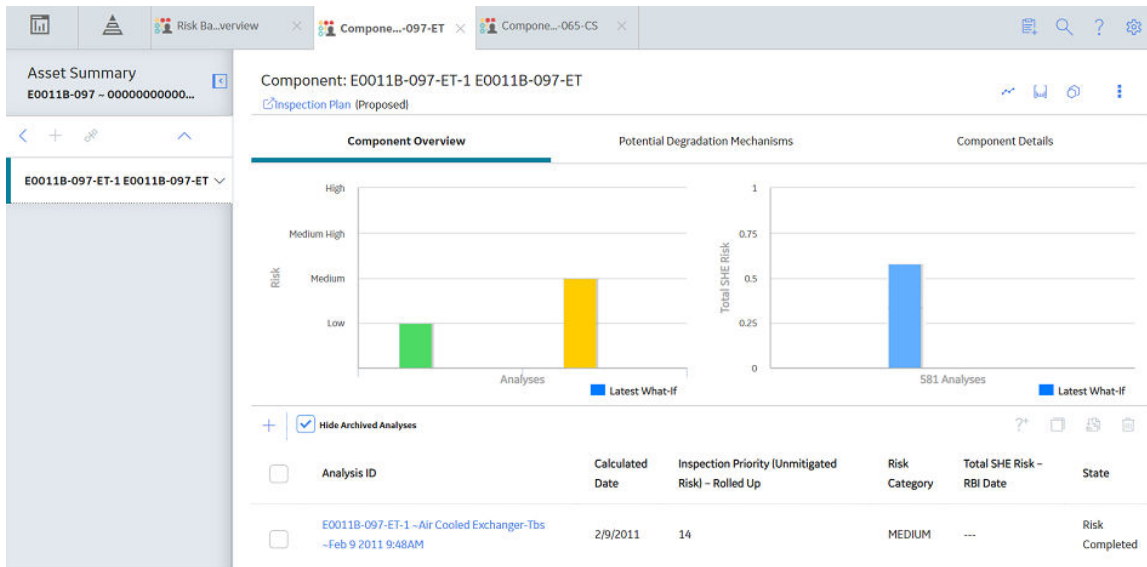 Risk Ba...verview
Compone...-097-ET
Compone...-065-CS
Asset Summary
E0011B-097 ~ 00000000000...
E0011B-097-ET-1 E0011B-097-ET
Component: E0011B-097-ET-1 E0011B-097-ET
Inspection Plan (Proposed)
Component Overview
Potential Degradation Mechanisms
Component Details
Risk
High
Medium High
Medium
Low
Analyses
Latest What-If
Total SHE Risk
1
0.75
0.5
0.25
0
581 Analyses
Latest What-If
Hide Archived Analyses
Analysis ID
Calculated
Date
Inspection Priority (Unmitigated
Risk) – Rolled Up
Risk
Category
Total SHE Risk –
RBI Date
State
E0011B-097-ET-1 ~Air Cooled Exchanger-Tbs
~Feb 9 2011 9:48AM
2/9/2011
14
MEDIUM
---
Risk
Completed